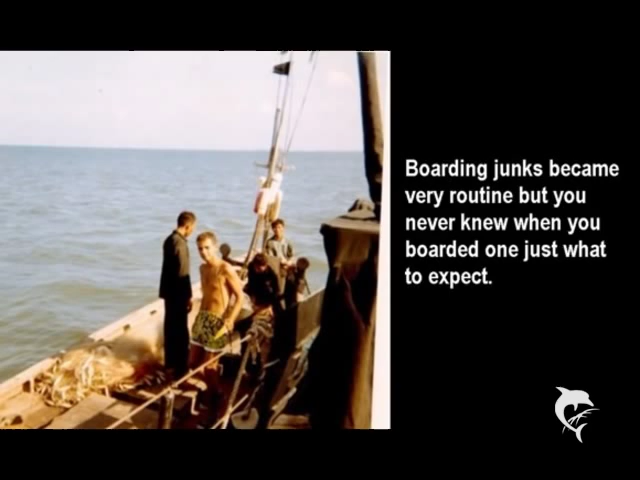 Boarding junks became
very routine but you
never knew when you
boarded one just what
to expect.